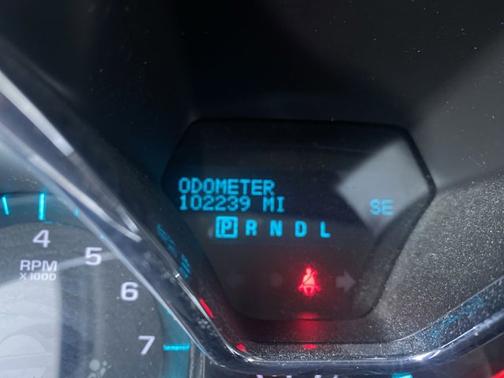 ODOMETER
102239 MI SE
P R N D L
4
5
RPM
X 1000
6
7